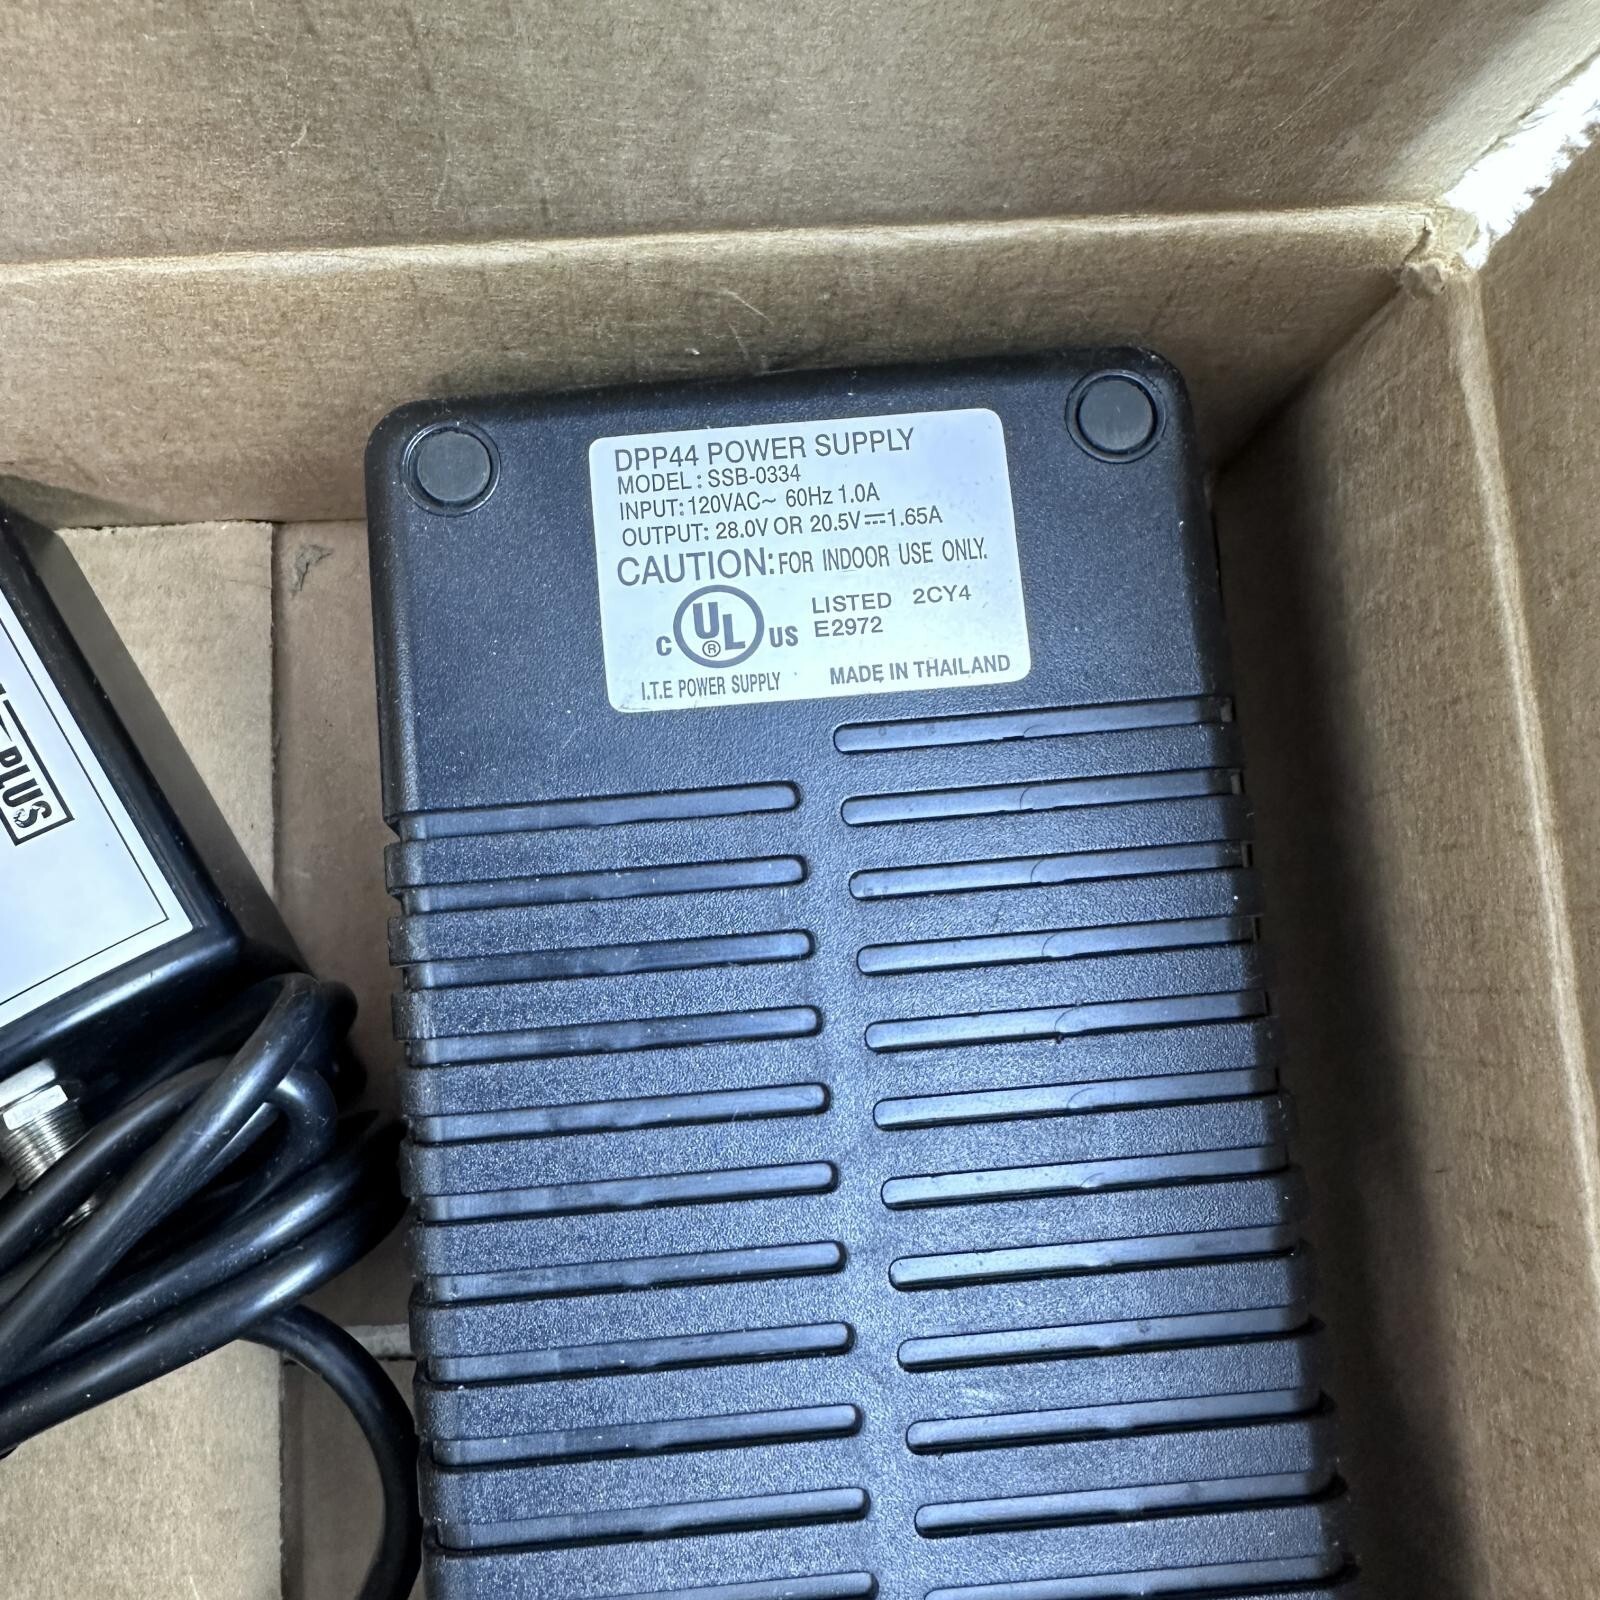 DPP44 POWER SUPPLY
MODEL: SSB-0334
INPUT: 120VAC~ 60Hz 1.0A
OUTPUT: 28.0V OR 20.5V⎓1.65A
CAUTION: FOR INDOOR USE ONLY.
C UL ® US
LISTED 2CY4
E2972
I.T.E POWER SUPPLY
MADE IN THAILAND
PLUS